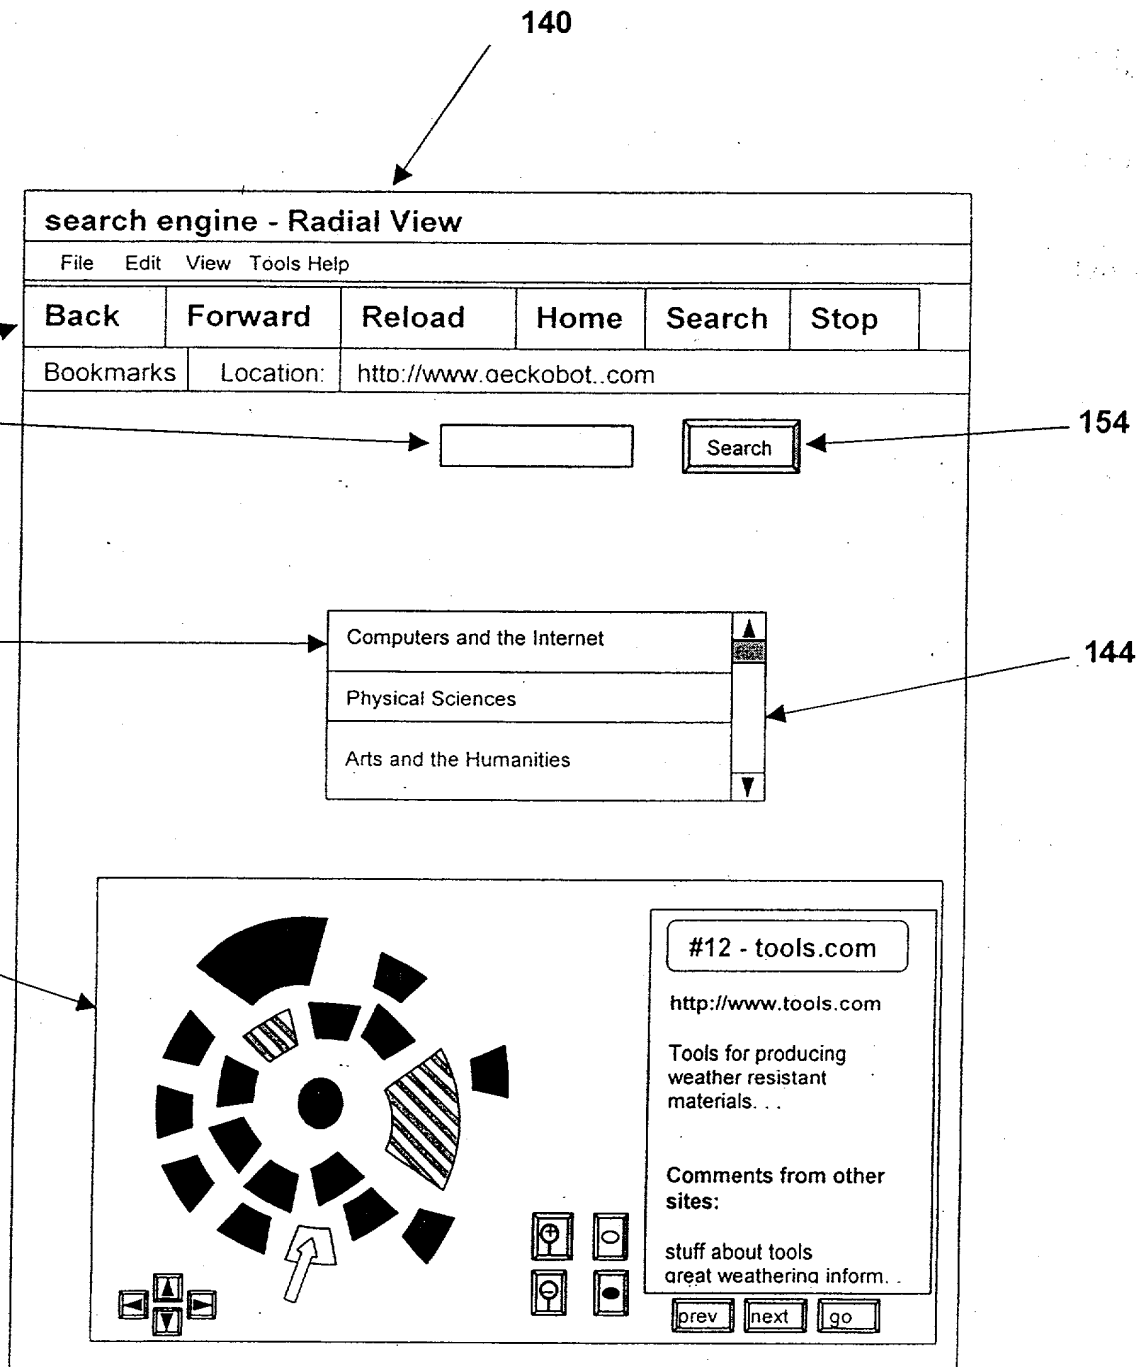 140
search engine - Radial View
File Edit View Tools Help
Back Forward Reload Home Search Stop
Bookmarks Location: http://www.geckobot..com
154
Search
Computers and the Internet
144
Physical Sciences
Arts and the Humanities
#12 - tools.com
http://www.tools.com
Tools for producing
weather resistant
materials. . .
Comments from other
sites:
stuff about tools
great weathering inform. .
prev next go